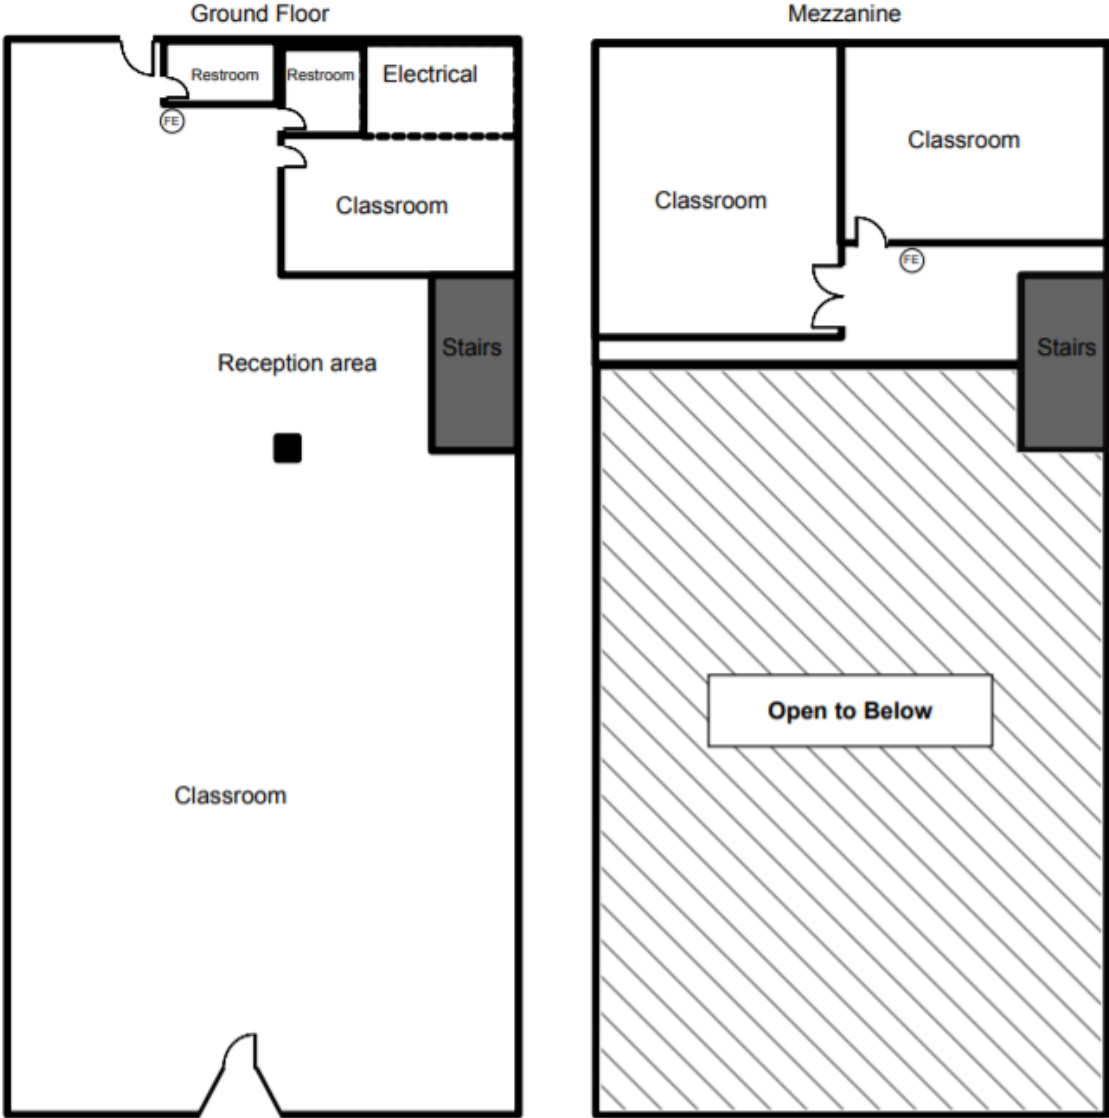 Ground Floor
Restroom
Restroom
Electrical
FE
Classroom
Stairs
Reception area
Classroom
Mezzanine
Classroom
Classroom
FE
Stairs
Open to Below